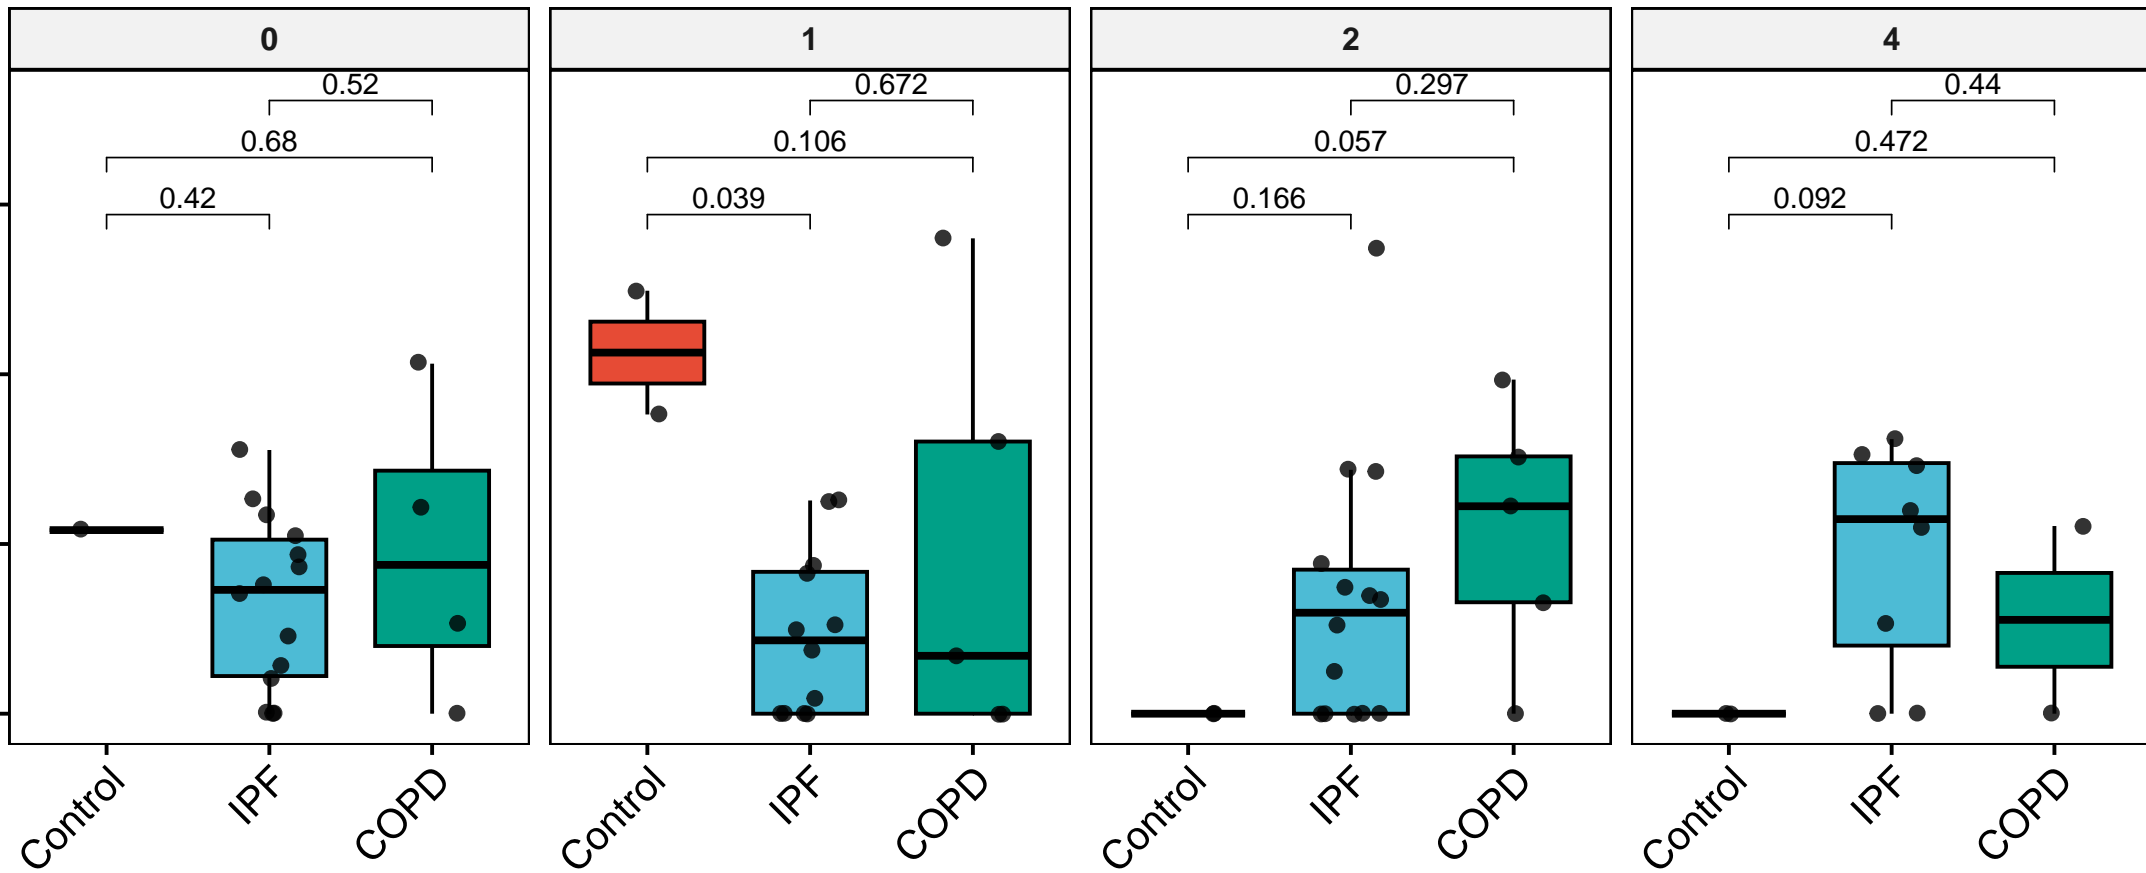 0 1 2 4
0.52 0.672 0.297 0.44
0.68 0.106 0.057 0.472
0.42 0.039 0.166 0.092
Control IPF COPD Control IPF COPD Control IPF COPD Control IPF COPD